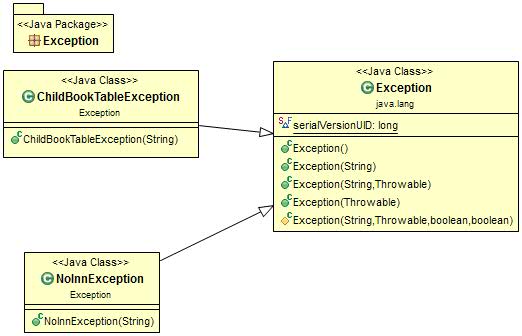 <<Java Package>>
Exception
<<Java Class>>
ChildBookTableException
Exception
ChildBookTableException(String)
<<Java Class>>
Exception
java.lang
serialVersionUID: long
Exception()
Exception(String)
Exception(String,Throwable)
Exception(Throwable)
Exception(String,Throwable,boolean,boolean)
<<Java Class>>
NoInnException
Exception
NoInnException(String)